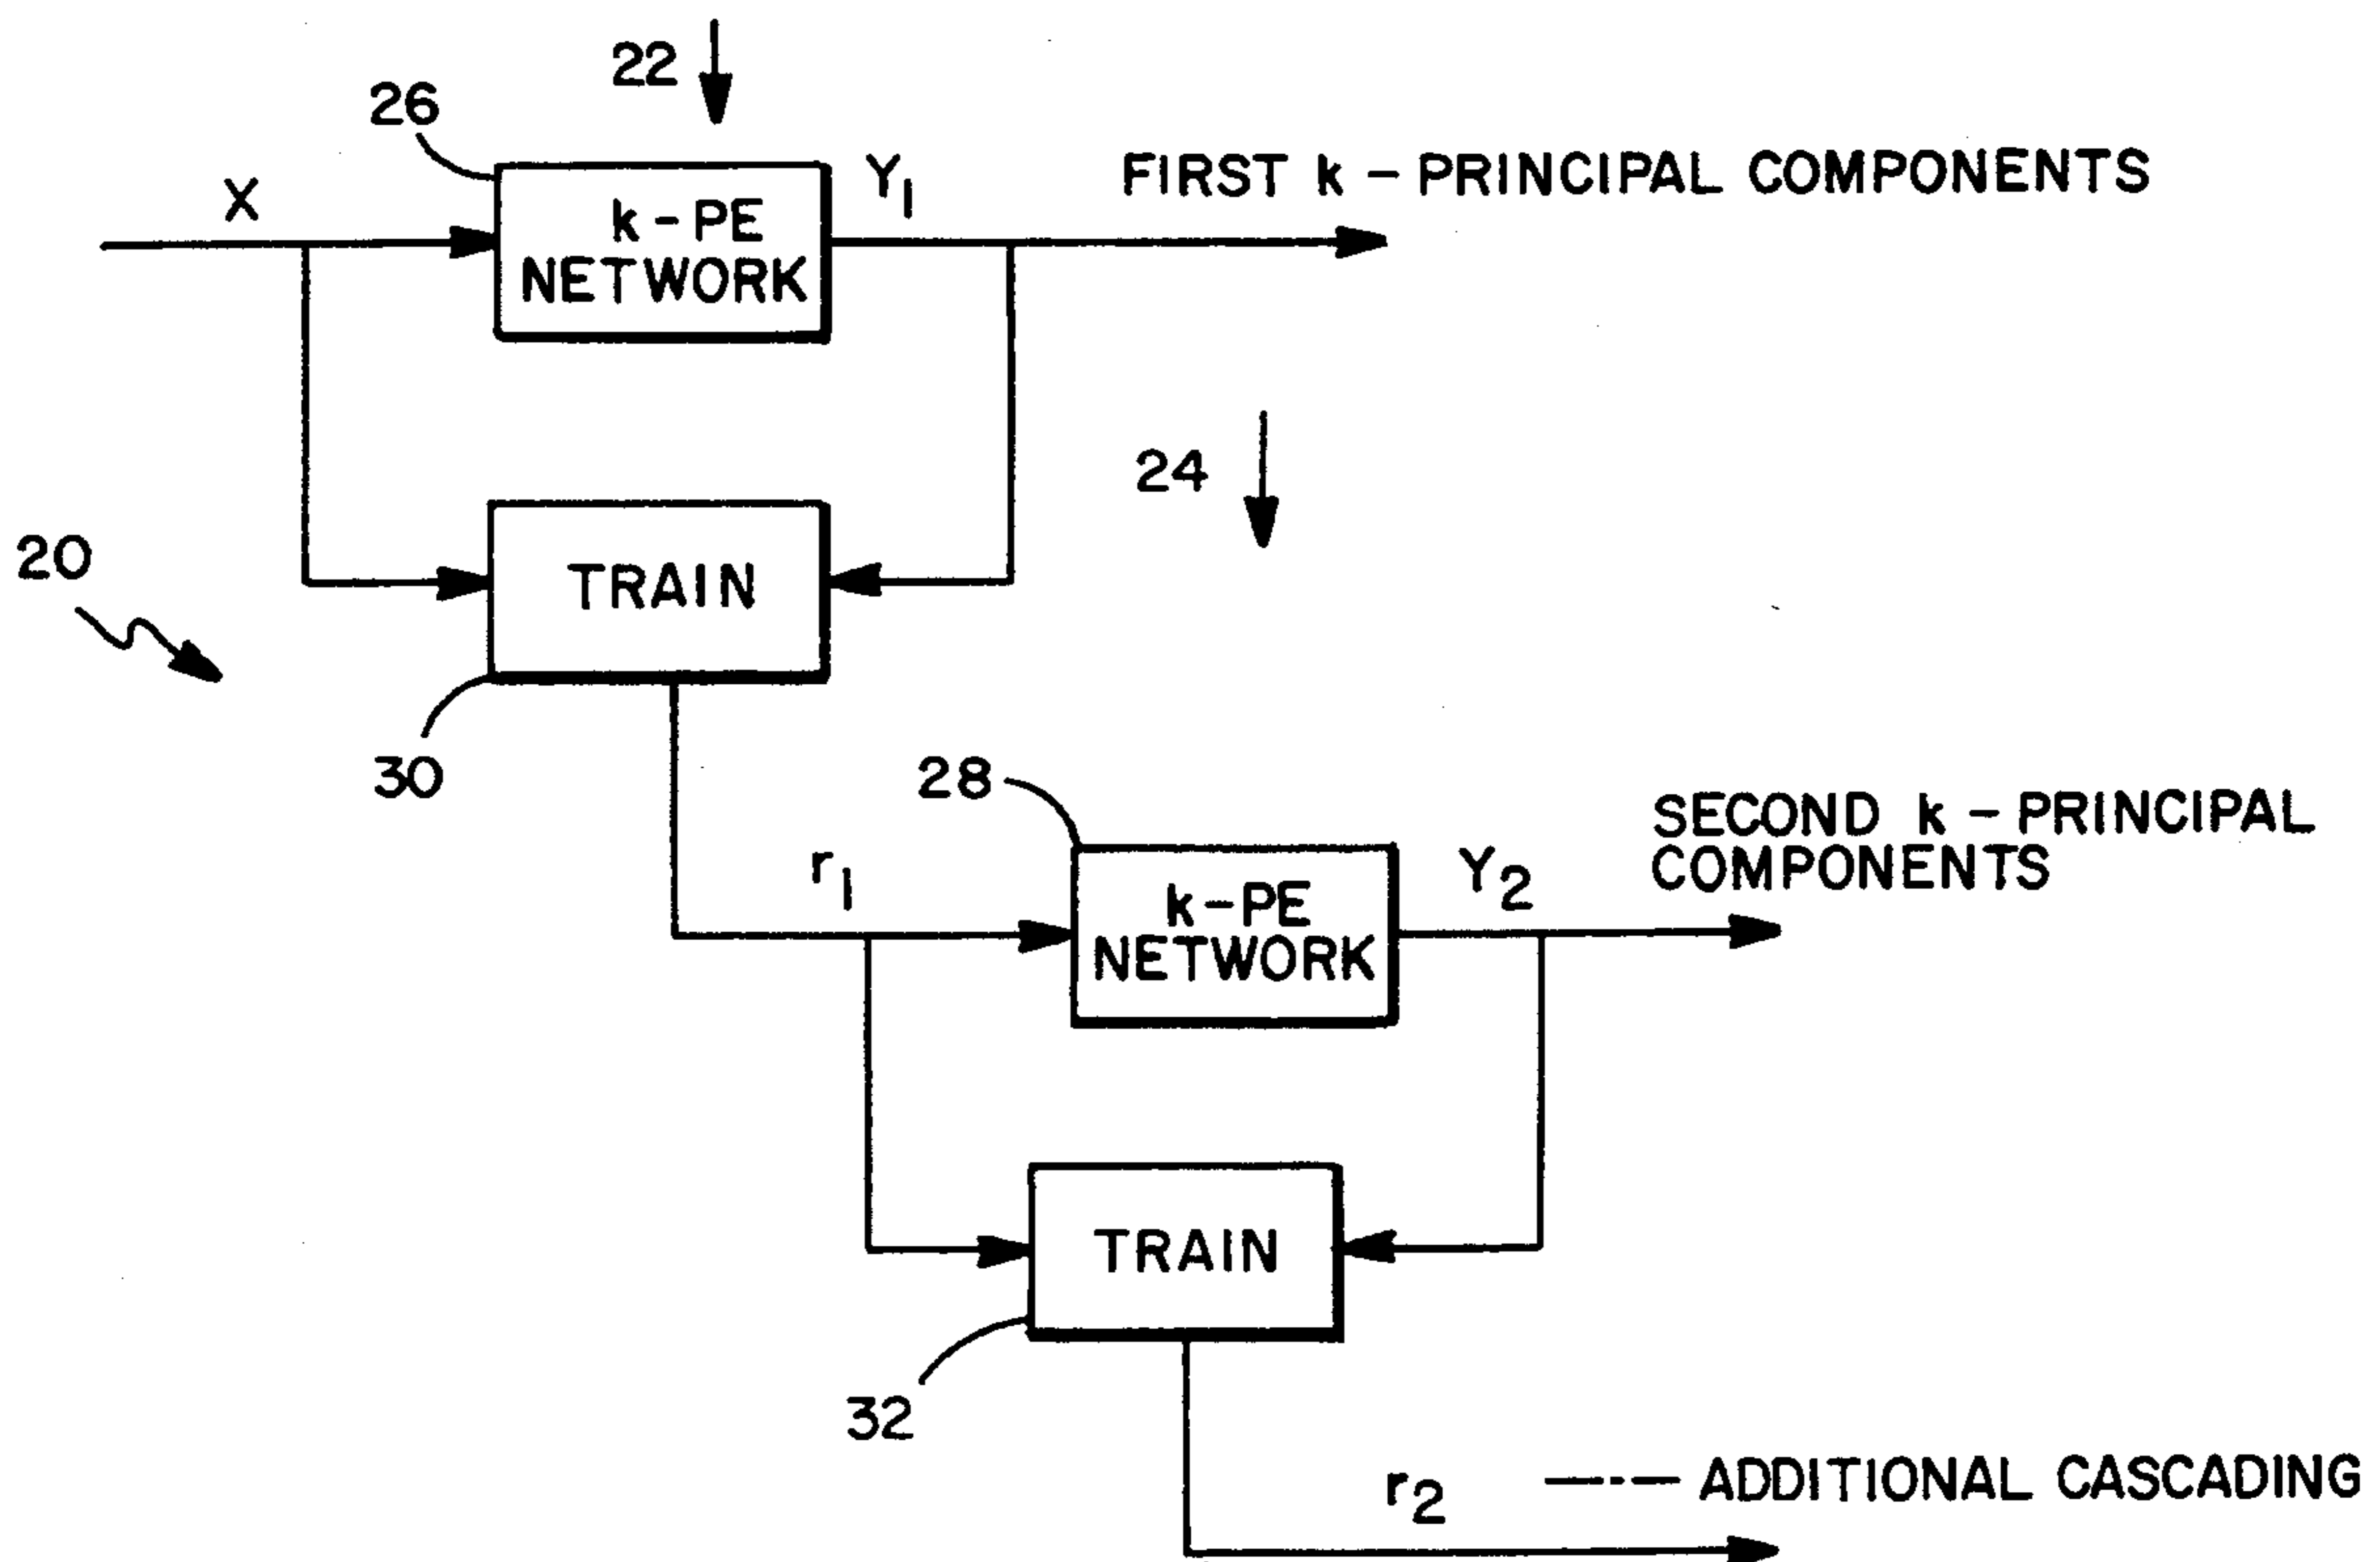 22
26
X
k-PE
NETWORK
Y1
FIRST k - PRINCIPAL COMPONENTS
24
20
TRAIN
30
28
r1
k-PE
NETWORK
Y2
SECOND k - PRINCIPAL
COMPONENTS
TRAIN
32
r2
ADDITIONAL CASCADING